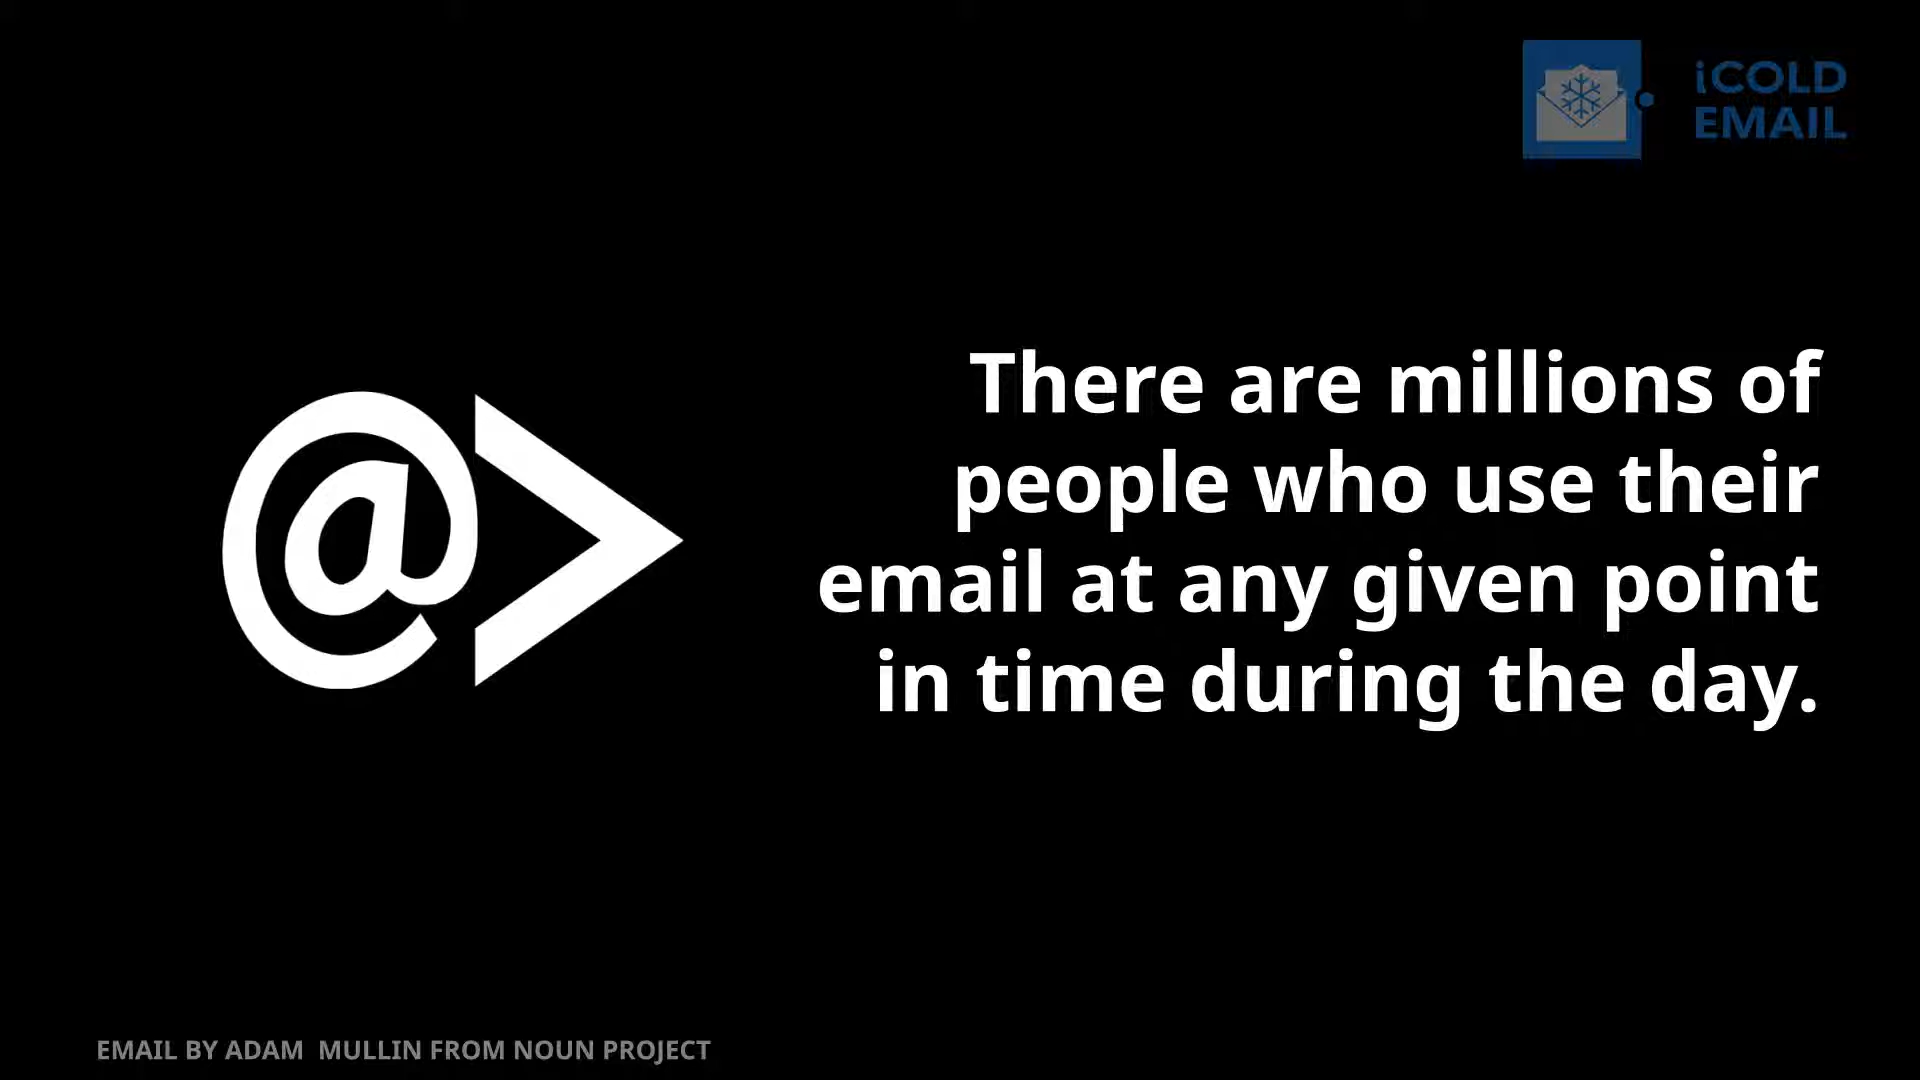 iCOLD
EMAIL
There are millions of
people who use their
email at any given point
in time during the day.
EMAIL BY ADAM  MULLIN FROM NOUN PROJECT